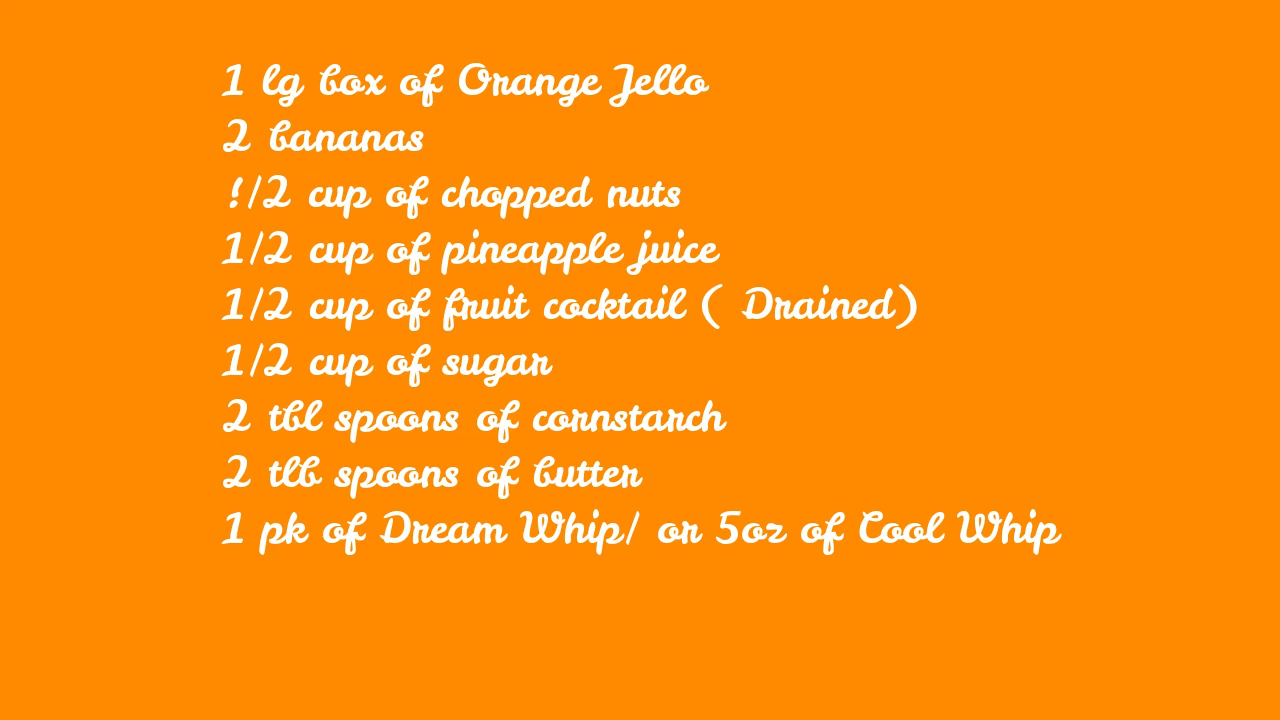 1 lg box of Orange Jello
2 bananas
!/2 cup of chopped nuts
1/2 cup of pineapple juice
1/2 cup of fruit cocktail ( Drained)
1/2 cup of sugar
2 tbl spoons of cornstarch
2 tlb spoons of butter
1 pk of Dream Whip/ or 5oz of Cool Whip